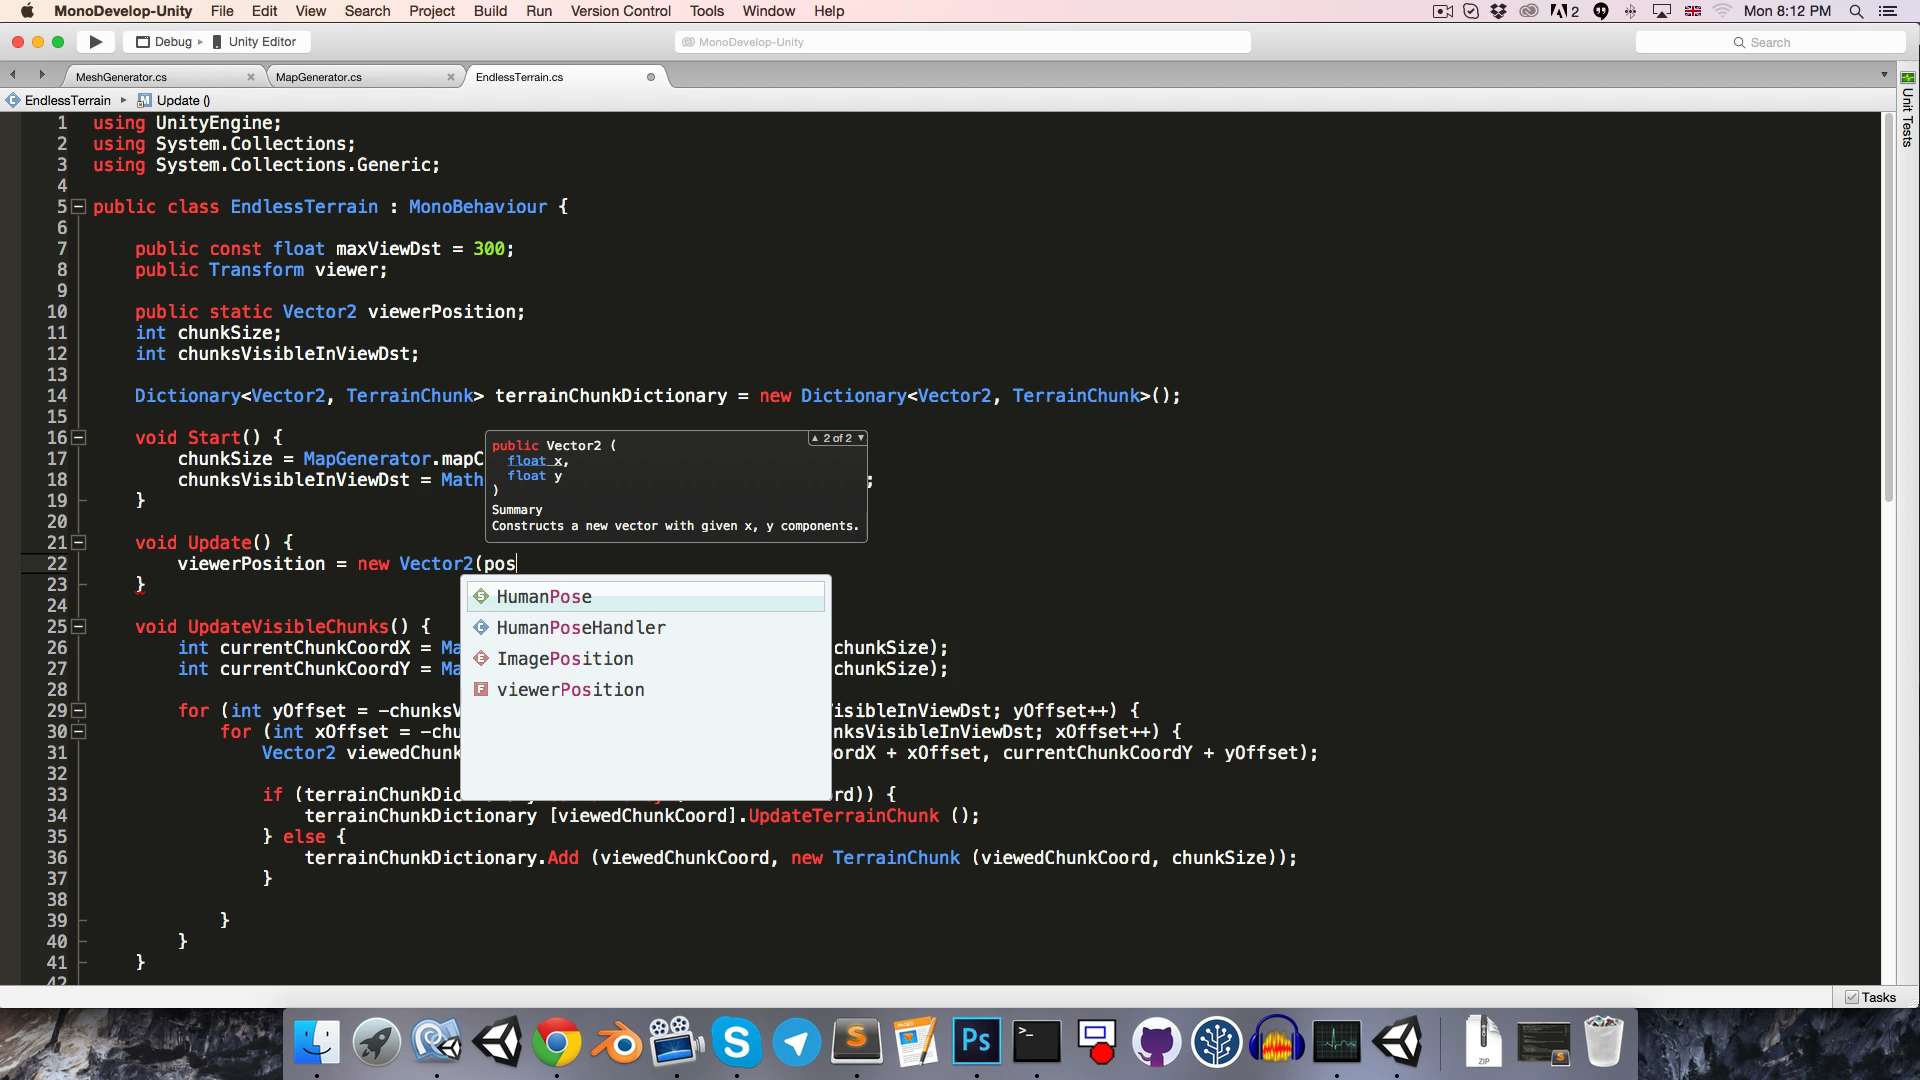 MonoDevelop-Unity File Edit View Search Project Build Run Version Control Tools Window Help 2 Mon 8:12 PM
Debug Unity Editor MonoDevelop-Unity Search
MeshGenerator.cs MapGenerator.cs EndlessTerrain.cs
EndlessTerrain Update ()
Unit Tests
1 using UnityEngine;
2 using System.Collections;
3 using System.Collections.Generic;
4
5 public class EndlessTerrain : MonoBehaviour {
6
7 public const float maxViewDst = 300;
8 public Transform viewer;
9
10 public static Vector2 viewerPosition;
11 int chunkSize;
12 int chunksVisibleInViewDst;
13
14 Dictionary<Vector2, TerrainChunk> terrainChunkDictionary = new Dictionary<Vector2, TerrainChunk>();
15
16 void Start() {
17 chunkSize = MapGenerator.mapC
18 chunksVisibleInViewDst = Math ;
19 }
20
21 void Update() {
22 viewerPosition = new Vector2(pos
23 }
24
25 void UpdateVisibleChunks() {
26 int currentChunkCoordX = Ma chunkSize);
27 int currentChunkCoordY = Ma chunkSize);
28
29 for (int yOffset = -chunksV isibleInViewDst; yOffset++) {
30 for (int xOffset = -chu nksVisibleInViewDst; xOffset++) {
31 Vector2 viewedChunk ordX + xOffset, currentChunkCoordY + yOffset);
32
33 if (terrainChunkDic rd)) {
34 terrainChunkDictionary [viewedChunkCoord].UpdateTerrainChunk ();
35 } else {
36 terrainChunkDictionary.Add (viewedChunkCoord, new TerrainChunk (viewedChunkCoord, chunkSize));
37 }
38
39 }
40 }
41 }
42
public Vector2 ( 2 of 2
float x,
float y
)
Summary
Constructs a new vector with given x, y components.
HumanPose
HumanPoseHandler
ImagePosition
viewerPosition
Tasks
PAGES
Ps
ZIP